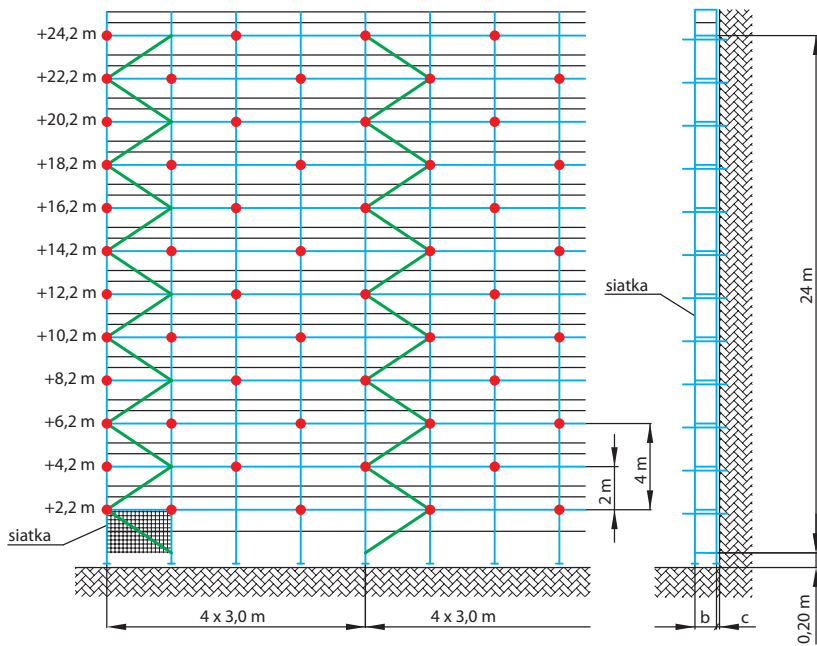 +24,2 m
+22,2 m
+20,2 m
+18,2 m
+16,2 m
+14,2 m
+12,2 m
+10,2 m
+8,2 m
+6,2 m
+4,2 m
+2,2 m
siatka
4 x 3,0 m
4 x 3,0 m
2 m
4 m
siatka
24 m
b
c
0,20 m